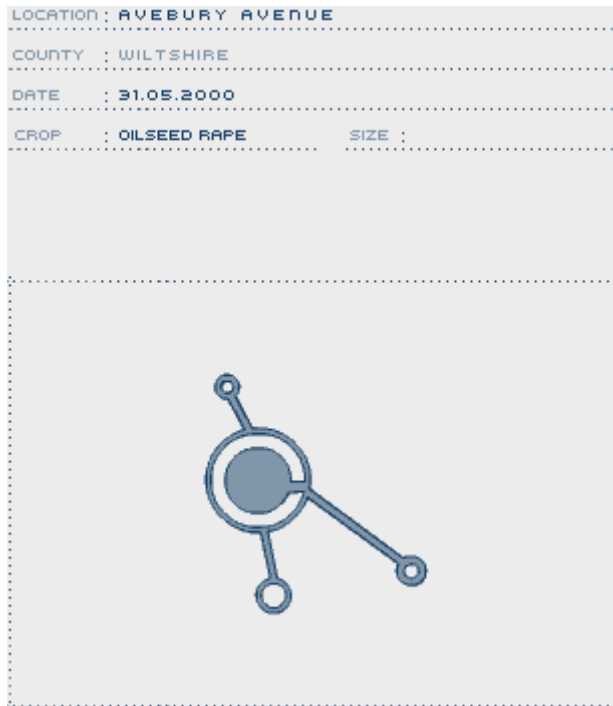 LOCATION : AVEBURY AVENUE
COUNTY : WILTSHIRE
DATE : 31.05.2000
CROP : OILSEED RAPE SIZE :